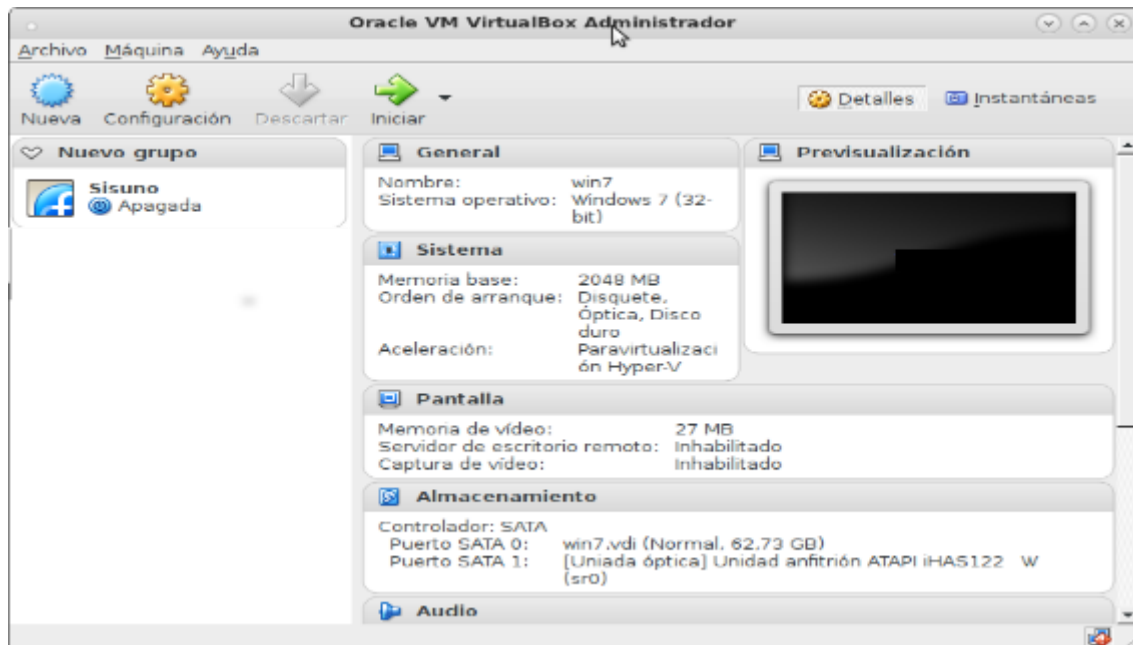 Oracle VM VirtualBox Administrador
Archivo Máquina Ayuda
Nueva Configuración Descartar Iniciar
Detalles Instantáneas
Nuevo grupo
Sisuno
Apagada
General
Nombre: win7
Sistema operativo: Windows 7 (32-
bit)
Previsualización
Sistema
Memoria base: 2048 MB
Orden de arranque: Disquete,
Óptica, Disco
duro
Aceleración: Paravirtualizaci
ón Hyper-V
Pantalla
Memoria de vídeo: 27 MB
Servidor de escritorio remoto: Inhabilitado
Captura de vídeo: Inhabilitado
Almacenamiento
Controlador: SATA
Puerto SATA 0: win7.vdi (Normal, 62,73 GB)
Puerto SATA 1: [Uniada óptica] Unidad anfitrión ATAPI iHAS122 W
(sr0)
Audio